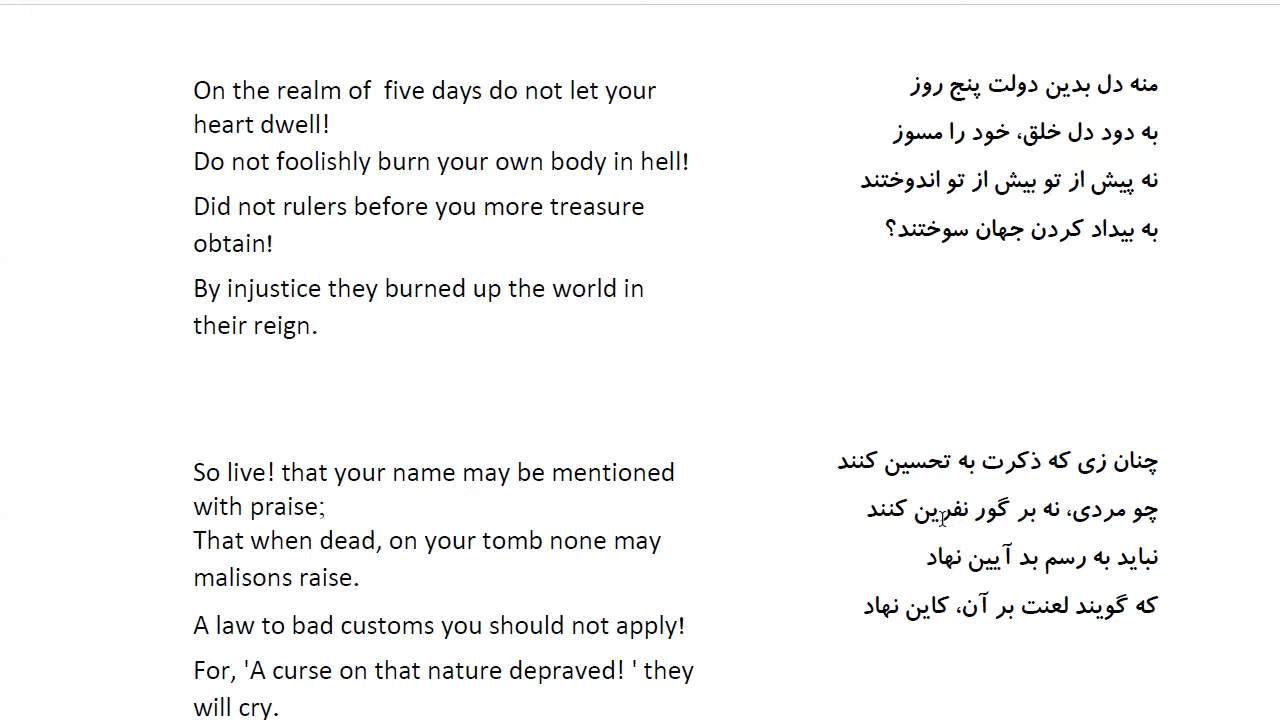 On the realm of  five days do not let your
heart dwell!
Do not foolishly burn your own body in hell!
Did not rulers before you more treasure
obtain!
By injustice they burned up the world in
their reign.
منه دل بدین دولت پنج روز
به دود دل خلق، خود را مسوز
نه پیش از تو بیش از تو اندوختند
به بیداد کردن جهان سوختند؟
So live! that your name may be mentioned
with praise;
That when dead, on your tomb none may
malisons raise.
A law to bad customs you should not apply!
For, 'A curse on that nature depraved! ' they
will cry.
چنان زی که ذکرت به تحسین کنند
چو مردی، نه بر گور نفرین کنند
نباید به رسم بد آیین نهاد
که گویند لعنت بر آن، کاین نهاد